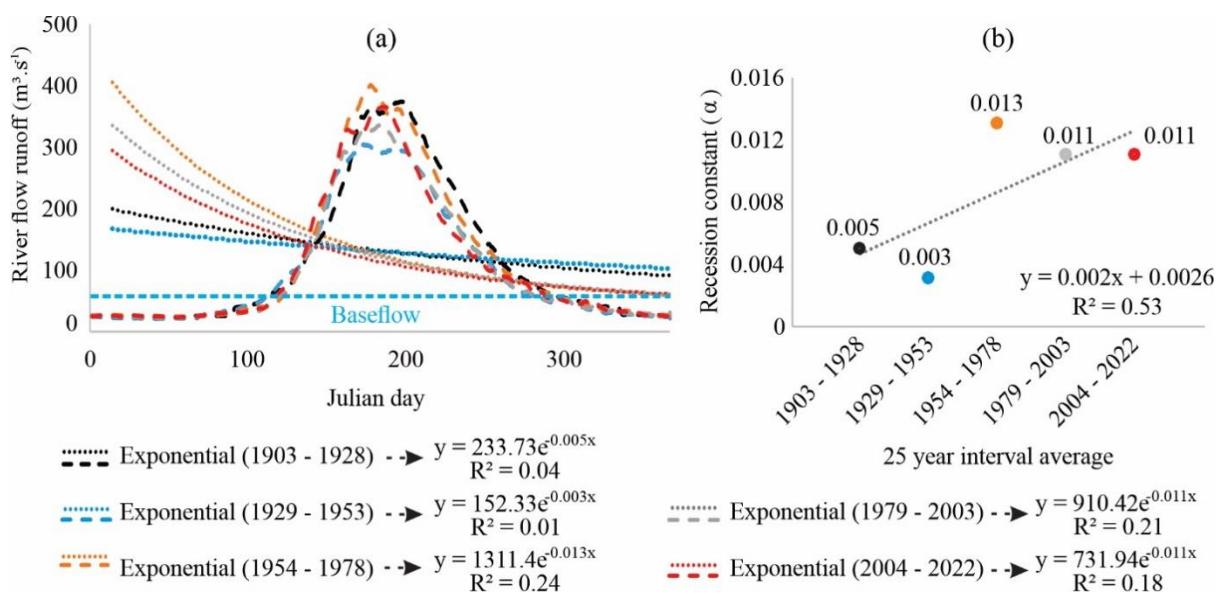 (a)
River flow runoff (m³.s⁻¹)
500
400
300
200
100
0
Baseflow
0 100 200 300
Julian day
(b)
Recession constant (α)
0.016
0.012
0.008
0.004
0
0.005
0.003
0.013
0.011
0.011
y = 0.002x + 0.0026
R² = 0.53
1903 - 1928
1929 - 1953
1954 - 1978
1979 - 2003
2004 - 2022
25 year interval average
Exponential (1903 - 1928) y = 233.73e^-0.005x
R² = 0.04
Exponential (1929 - 1953) y = 152.33e^-0.003x
R² = 0.01
Exponential (1954 - 1978) y = 1311.4e^-0.013x
R² = 0.24
Exponential (1979 - 2003) y = 910.42e^-0.011x
R² = 0.21
Exponential (2004 - 2022) y = 731.94e^-0.011x
R² = 0.18